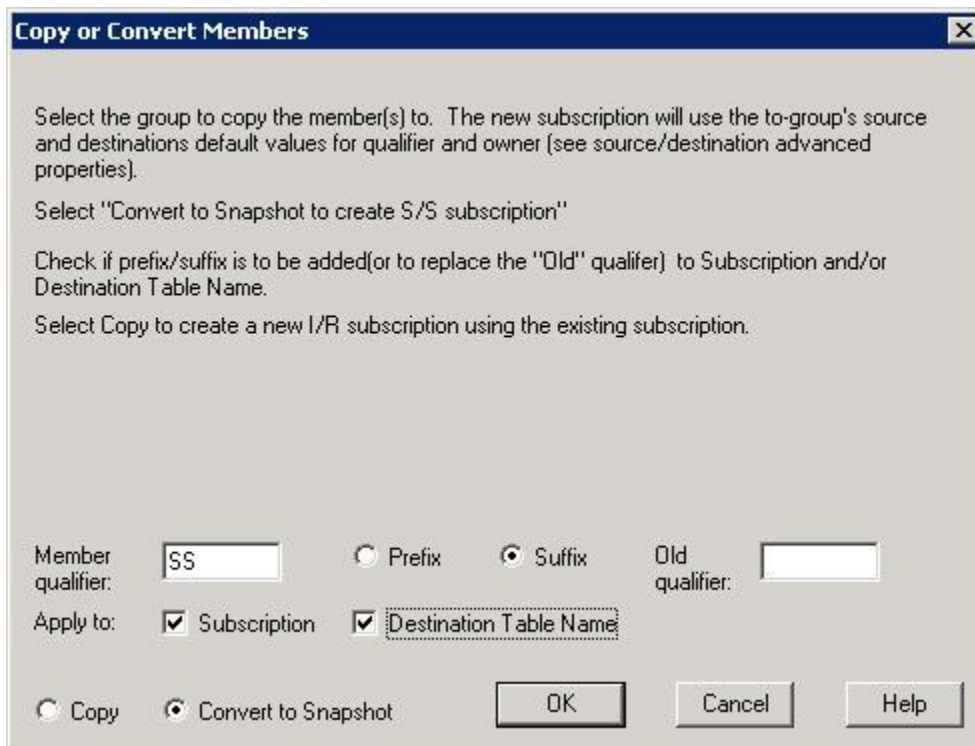 Copy or Convert Members
Select the group to copy the member(s) to. The new subscription will use the to-group's source
and destinations default values for qualifier and owner (see source/destination advanced
properties).
Select "Convert to Snapshot to create S/S subscription"
Check if prefix/suffix is to be added(or to replace the "Old" qualifer) to Subscription and/or
Destination Table Name.
Select Copy to create a new I/R subscription using the existing subscription.
Member qualifier: SS Prefix Suffix Old qualifier:
Apply to: Subscription Destination Table Name
Copy Convert to Snapshot OK Cancel Help